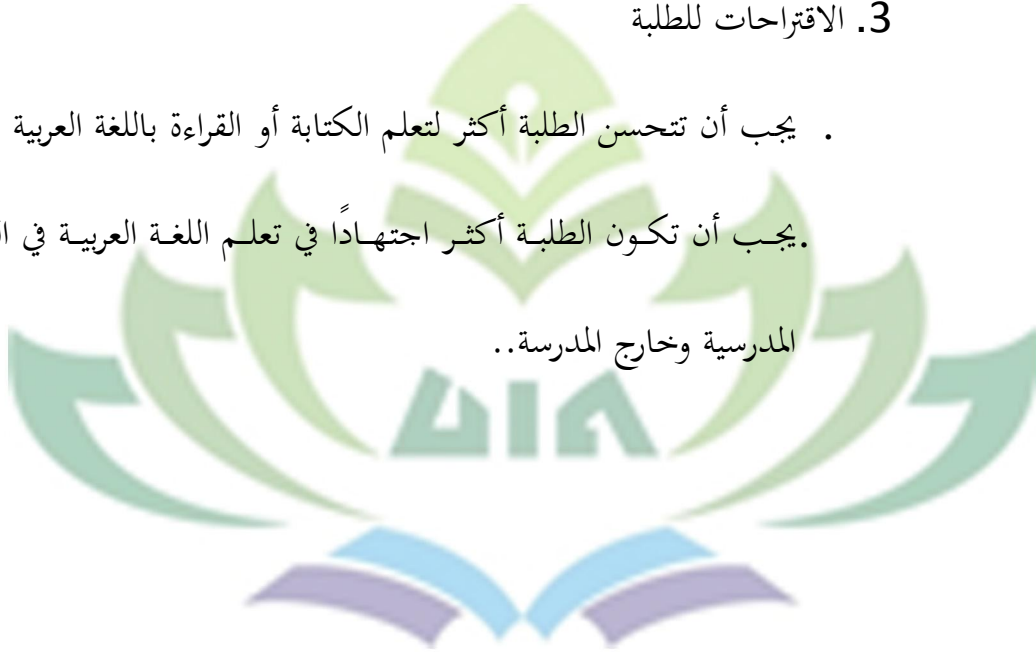 3. الاقتراحات للطلبة
. يجب أن تتحسن الطلبة أكثر لتعلم الكتابة أو القراءة باللغة العربية
.يجب أن تكون الطلبة أكثر اجتهادًا في تعلم اللغة العربية في
المدرسية وخارج المدرسة..